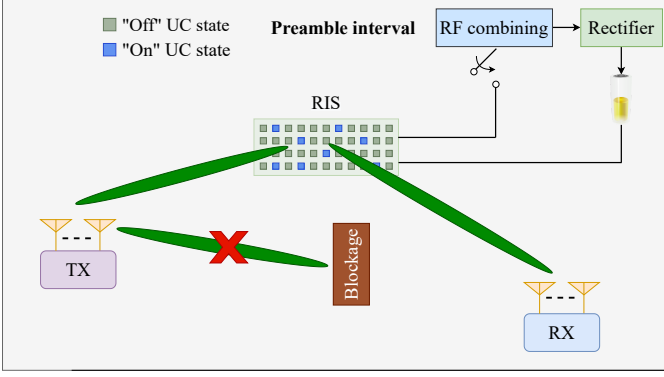 "Off" UC state
"On" UC state
Preamble interval
RF combining
Rectifier
RIS
TX
Blockage
RX